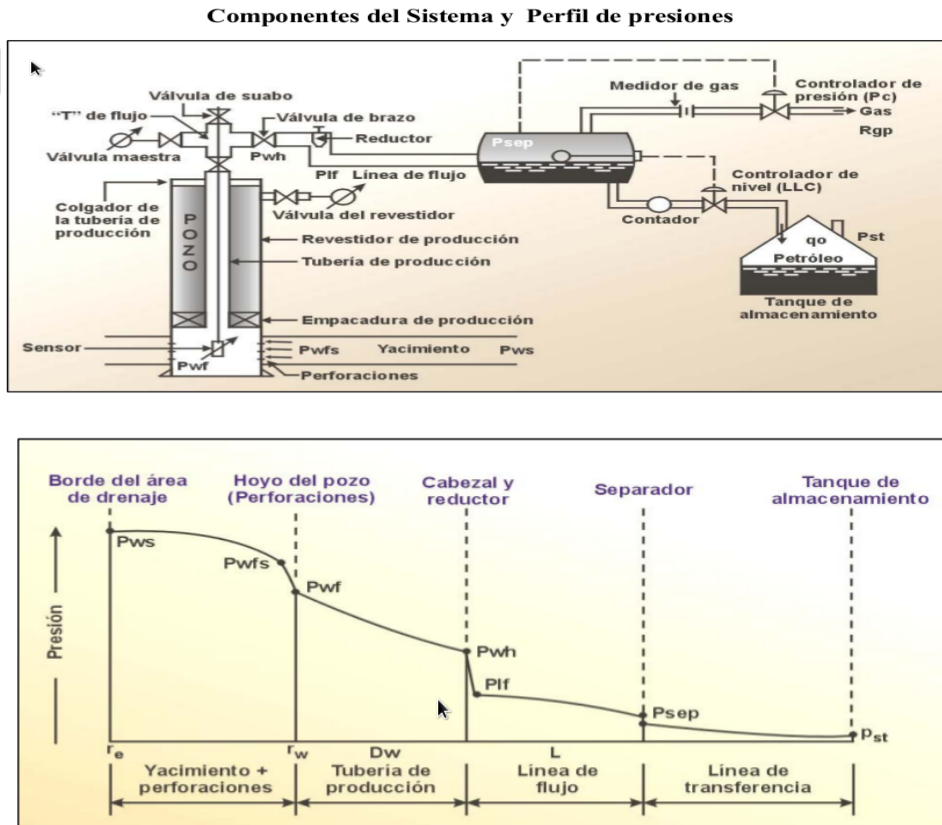 Componentes del Sistema y Perfil de presiones
Válvula de suabo
"T" de flujo
Válvula de brazo
Reductor
Válvula maestra
Pwh
Plf
Línea de flujo
Colgador de
la tubería de
producción
Válvula del revestidor
POZO
Revestidor de producción
Tubería de producción
Empacadura de producción
Sensor
Pwfs
Yacimiento
Pws
Pwf
Perforaciones
Psep
Medidor de gas
Controlador de
presión (Pc)
Gas
Rgp
Controlador de
nivel (LLC)
Contador
qo
Petróleo
Pst
Tanque de
almacenamiento
Borde del área
de drenaje
Hoyo del pozo
(Perforaciones)
Cabezal y
reductor
Separador
Tanque de
almacenamiento
Presión
Pws
Pwfs
Pwf
Pwh
Plf
Psep
Pst
re
rw
Dw
L
Yacimiento +
perforaciones
Tubería de
producción
Línea de
flujo
Línea de
transferencia